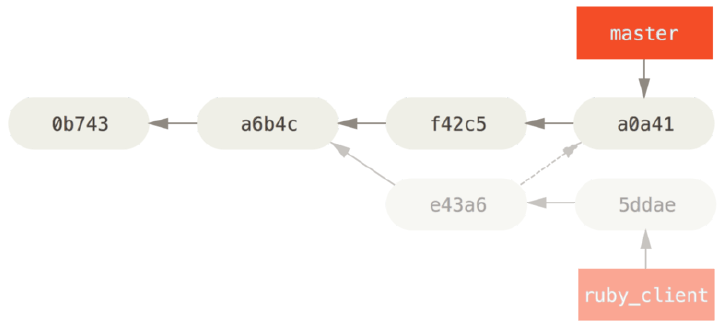 master
0b743
a6b4c
f42c5
a0a41
e43a6
5ddae
ruby_client